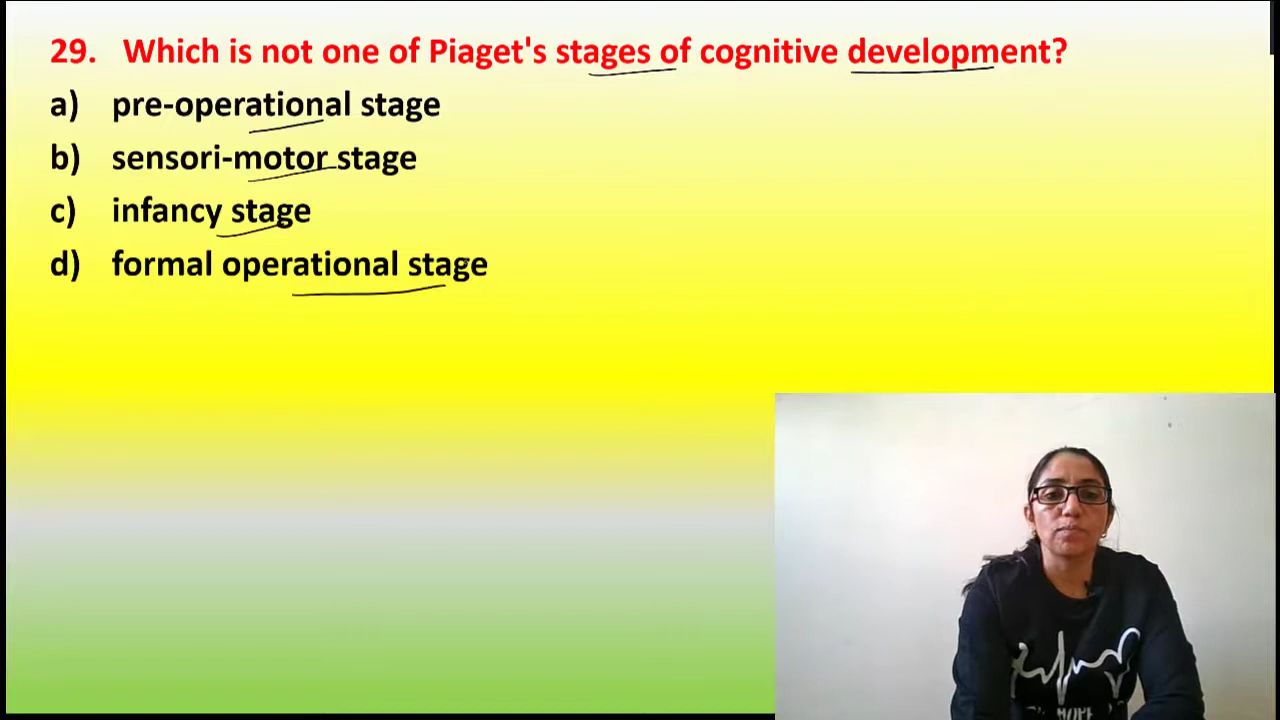 29. Which is not one of Piaget's stages of cognitive development?
a) pre-operational stage
b) sensori-motor stage
c) infancy stage
d) formal operational stage
HOPE